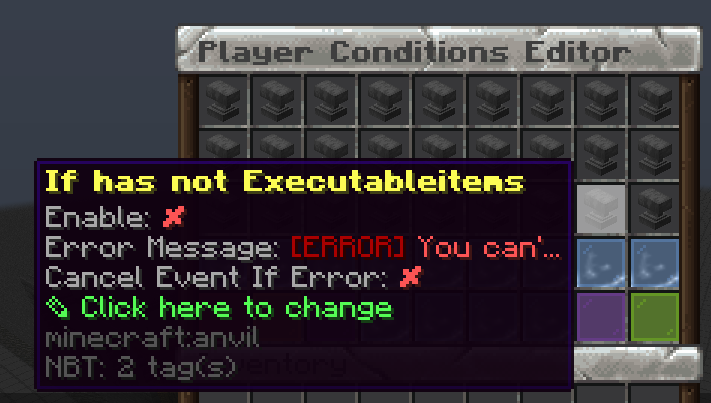 Player Conditions Editor
If has not Executableitems
Enable: ✘
Error Message: [ERROR] You can'...
Cancel Event If Error: ✘
✎ Click here to change
minecraft:anvil
NBT: 2 tag(s)
Inventory